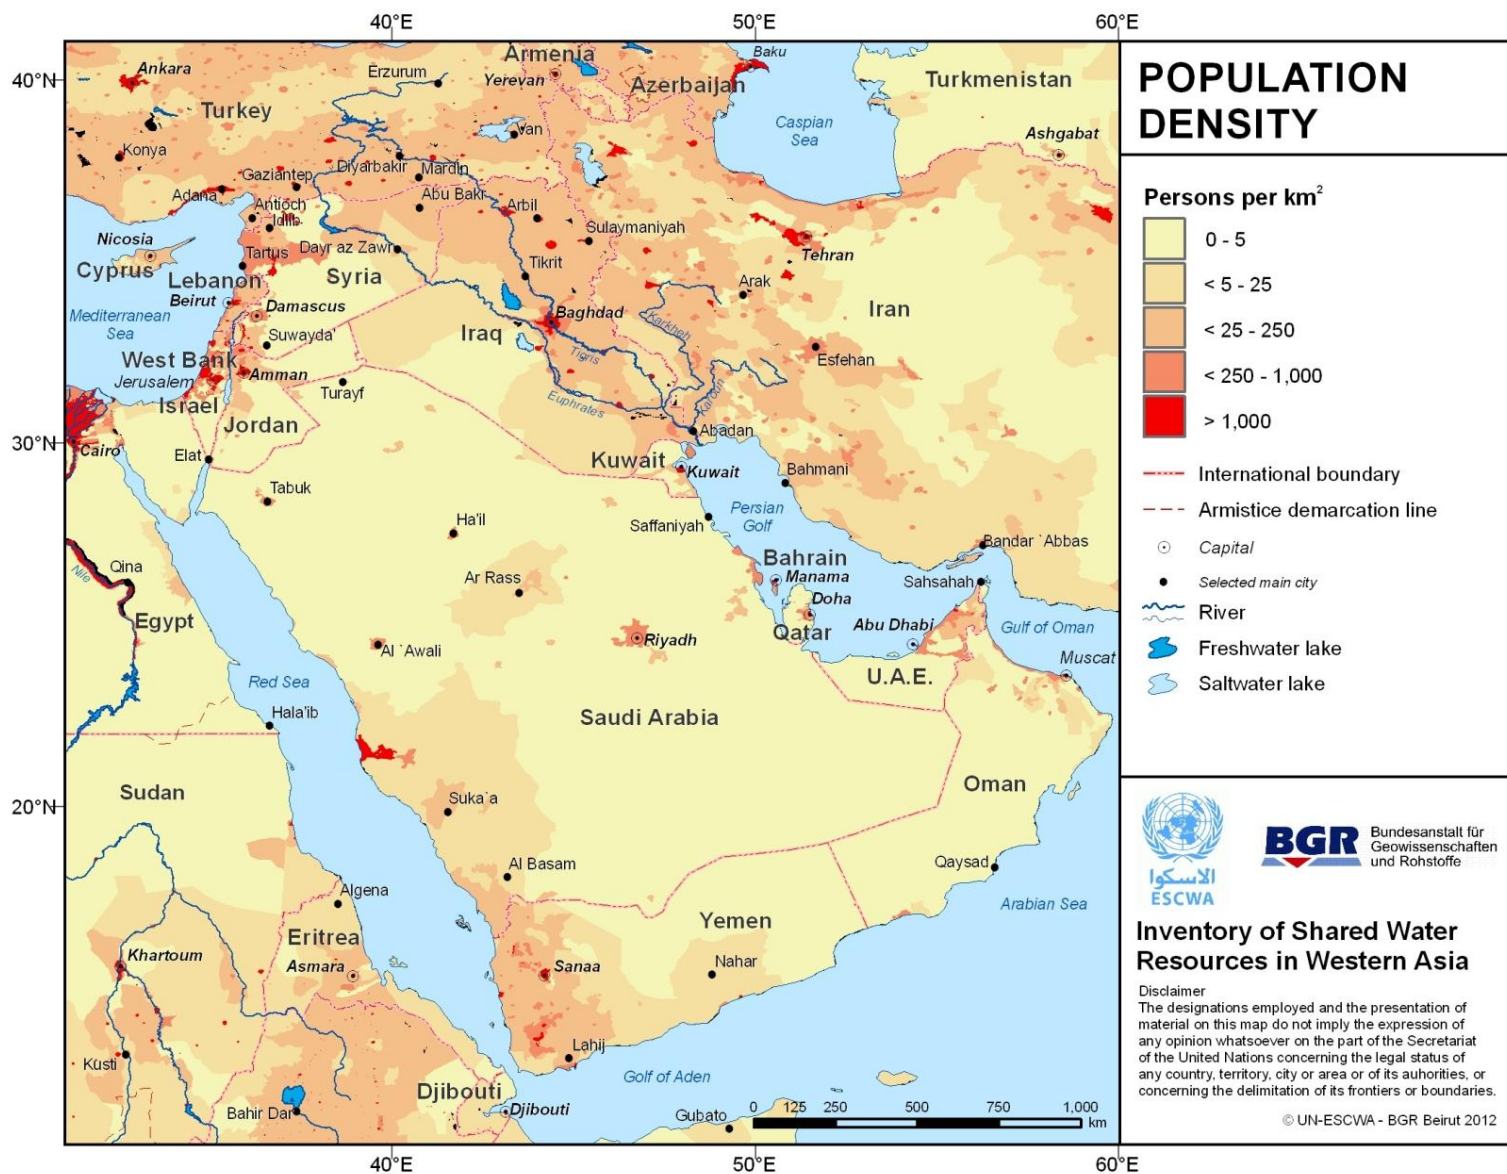 40°E
50°E
60°E
40°N
30°N
20°N
40°E
50°E
60°E
Ankara
Turkey
Konya
Erzurum
Armenia
Yerevan
Azerbaijan
Baku
Turkmenistan
Ashgabat
Caspian
Sea
Van
Diyarbakir
Mardin
Gaziantep
Adana
Abu Baki
Antioch
Idlib
Arbil
Sulaymaniyah
Nicosia
Cyprus
Tartus
Dayr az Zawr
Syria
Tikrit
Tehran
Lebanon
Beirut
Damascus
Arak
Iran
Mediterranean
Sea
Suwayda'
Baghdad
Iraq
Karkheh
Tigris
Esfehan
West Bank
Jerusalem
Amman
Turayf
Israel
Jordan
Euphrates
Karoun
Abadan
Cairo
Elat
Kuwait
Kuwait
Bahmani
Tabuk
Persian
Golf
Ha'il
Saffaniyah
Bandar `Abbas
Nile
Qina
Ar Rass
Bahrain
Manama
Sahsahah
Doha
Egypt
Riyadh
Qatar
Abu Dhabi
Gulf of Oman
Al `Awali
Muscat
U.A.E.
Red Sea
Hala'ib
Saudi Arabia
Sudan
Oman
Suka`a
Al Basam
Qaysad
Algena
Yemen
Arabian Sea
Eritrea
Khartoum
Asmara
Sanaa
Nahar
Kusti
Lahij
Golf of Aden
Djibouti
Djibouti
Bahir Dar
Gubato
0 125 250 500 750 1,000
km
POPULATION
DENSITY
Persons per km²
0 - 5
< 5 - 25
< 25 - 250
< 250 - 1,000
> 1,000
International boundary
Armistice demarcation line
Capital
Selected main city
River
Freshwater lake
Saltwater lake
الاسكوا
ESCWA
BGR
Bundesanstalt für
Geowissenschaften
und Rohstoffe
Inventory of Shared Water
Resources in Western Asia
Disclaimer
The designations employed and the presentation of
material on this map do not imply the expression of
any opinion whatsoever on the part of the Secretariat
of the United Nations concerning the legal status of
any country, territory, city or area or of its auhorities, or
concerning the delimitation of its frontiers or boundaries.
© UN-ESCWA - BGR Beirut 2012